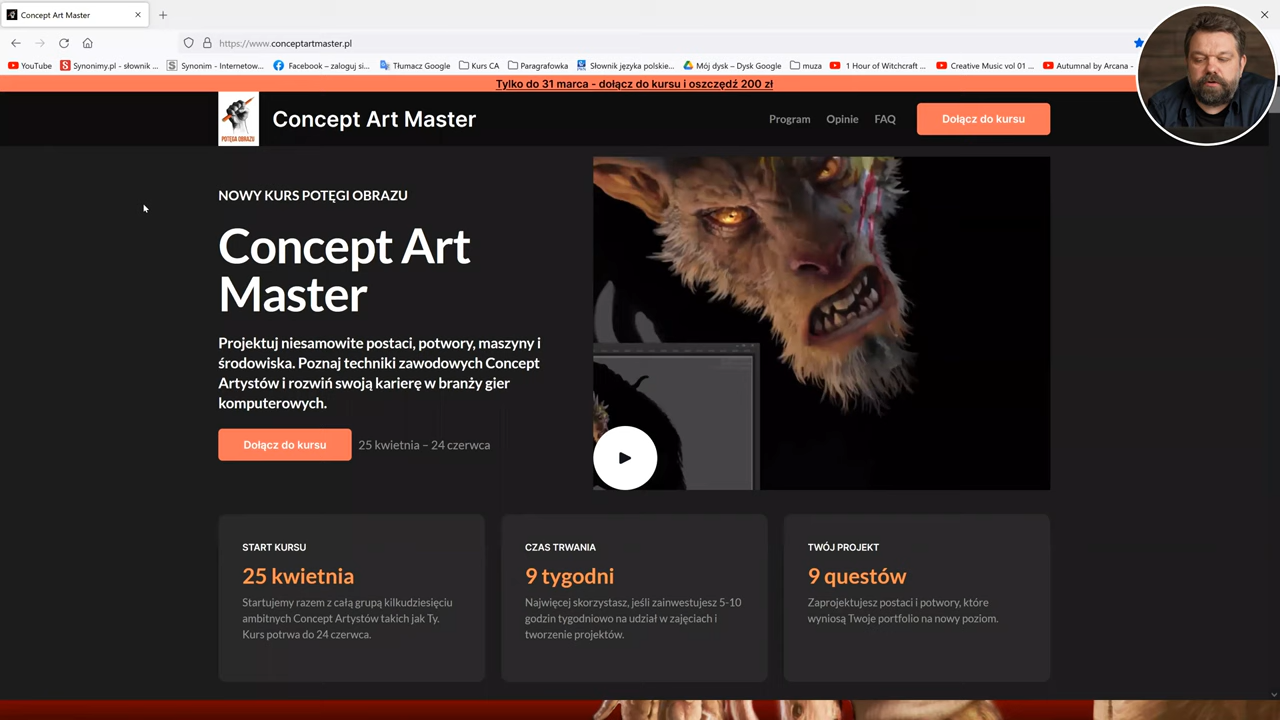 Concept Art Master
https://www.conceptartmaster.pl
YouTube Synonimy.pl - słownik ... Synonim - Internetow... Facebook – zaloguj si... Tłumacz Google Kurs CA Paragrafowka Słownik języka polskie... Mój dysk – Dysk Google muza 1 Hour of Witchcraft ... Creative Music vol 01 ... Autumnal by Arcana -
Tylko do 31 marca - dołącz do kursu i oszczędź 200 zł
POTĘGA OBRAZU
Concept Art Master
Program Opinie FAQ Dołącz do kursu
NOWY KURS POTĘGI OBRAZU
Concept Art
Master
Projektuj niesamowite postaci, potwory, maszyny i
środowiska. Poznaj techniki zawodowych Concept
Artystów i rozwiń swoją karierę w branży gier
komputerowych.
Dołącz do kursu 25 kwietnia – 24 czerwca
START KURSU
25 kwietnia
Startujemy razem z całą grupą kilkudziesięciu
ambitnych Concept Artystów takich jak Ty.
Kurs potrwa do 24 czerwca.
CZAS TRWANIA
9 tygodni
Najwięcej skorzystasz, jeśli zainwestujesz 5-10
godzin tygodniowo na udział w zajęciach i
tworzenie projektów.
TWÓJ PROJEKT
9 questów
Zaprojektujesz postaci i potwory, które
wyniosą Twoje portfolio na nowy poziom.